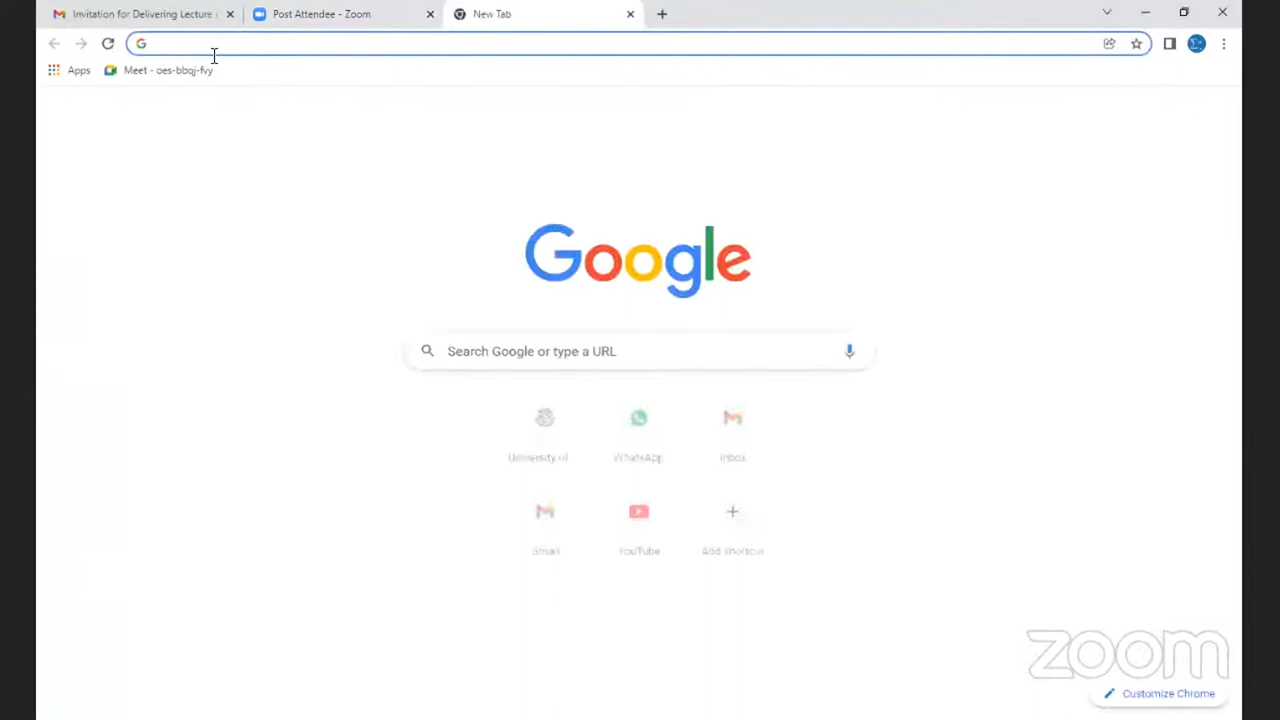 Invitation for Delivering Lecture
Post Attendee - Zoom
New Tab
Apps
Meet - oes-bbqj-fvy
Google
Search Google or type a URL
University of
WhatsApp
Inbox
Gmail
YouTube
Add shortcut
zoom
Customize Chrome